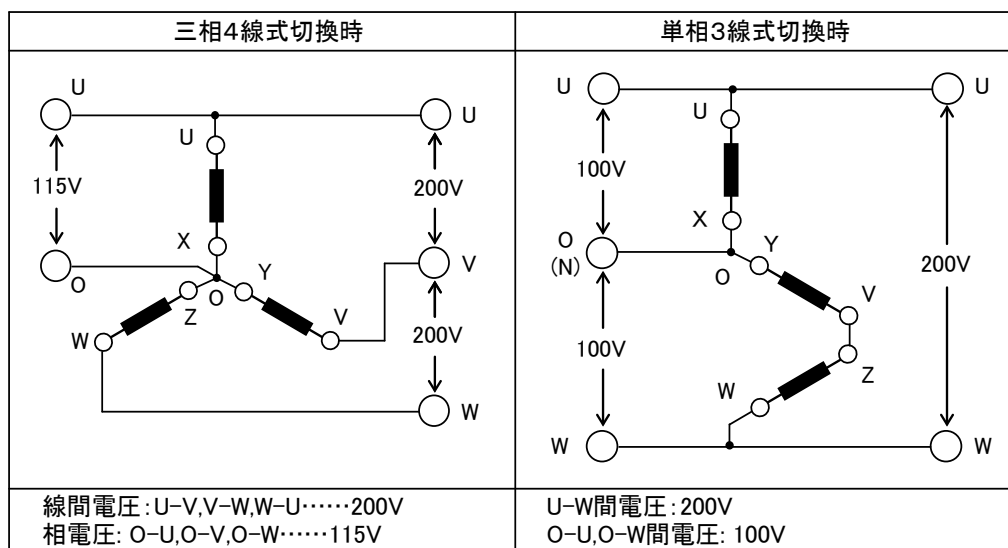 三相4線式切換時
U
U
U
115V
200V
X
O
O
Y
V
Z
V
W
200V
W
単相3線式切換時
U
U
U
100V
X
O
(N)
O
Y
200V
V
100V
Z
W
W
W
線間電圧:U-V,V-W,W-U……200V
相電圧: O-U,O-V,O-W……115V
U-W間電圧:200V
O-U,O-W間電圧: 100V